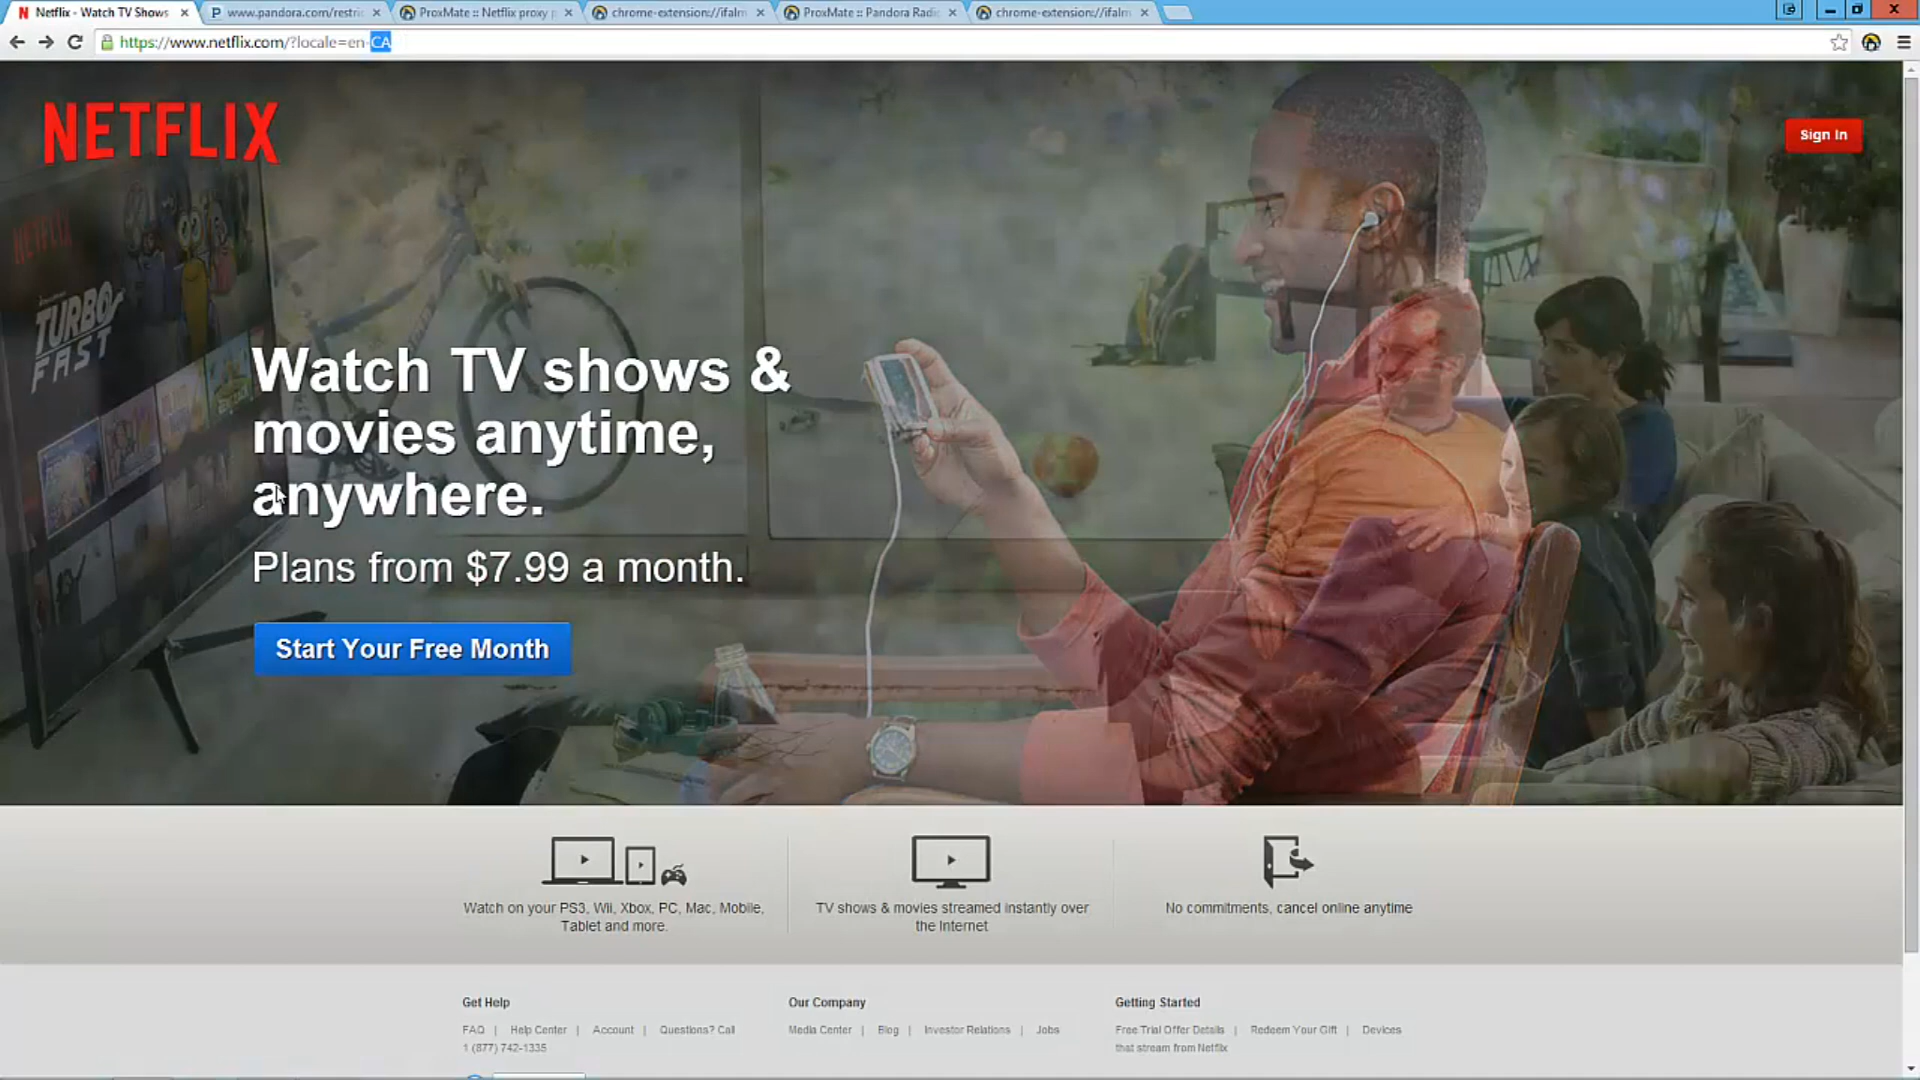 Netflix - Watch TV Shows
www.pandora.com/restric
ProxMate :: Netflix proxy p
chrome-extension://ifalm
ProxMate :: Pandora Radi
chrome-extension://ifalm
https://www.netflix.com/?locale=en-CA
NETFLIX
Sign In
NETFLIX
TURBO
FAST
Watch TV shows &
movies anytime,
anywhere.
Plans from $7.99 a month.
Start Your Free Month
Watch on your PS3, Wii, Xbox, PC, Mac, Mobile,
Tablet and more.
TV shows & movies streamed instantly over
the Internet
No commitments, cancel online anytime
Get Help
FAQ | Help Center | Account | Questions? Call
1 (877) 742-1335
Our Company
Media Center | Blog | Investor Relations | Jobs
Getting Started
Free Trial Offer Details | Redeem Your Gift | Devices
that stream from Netflix